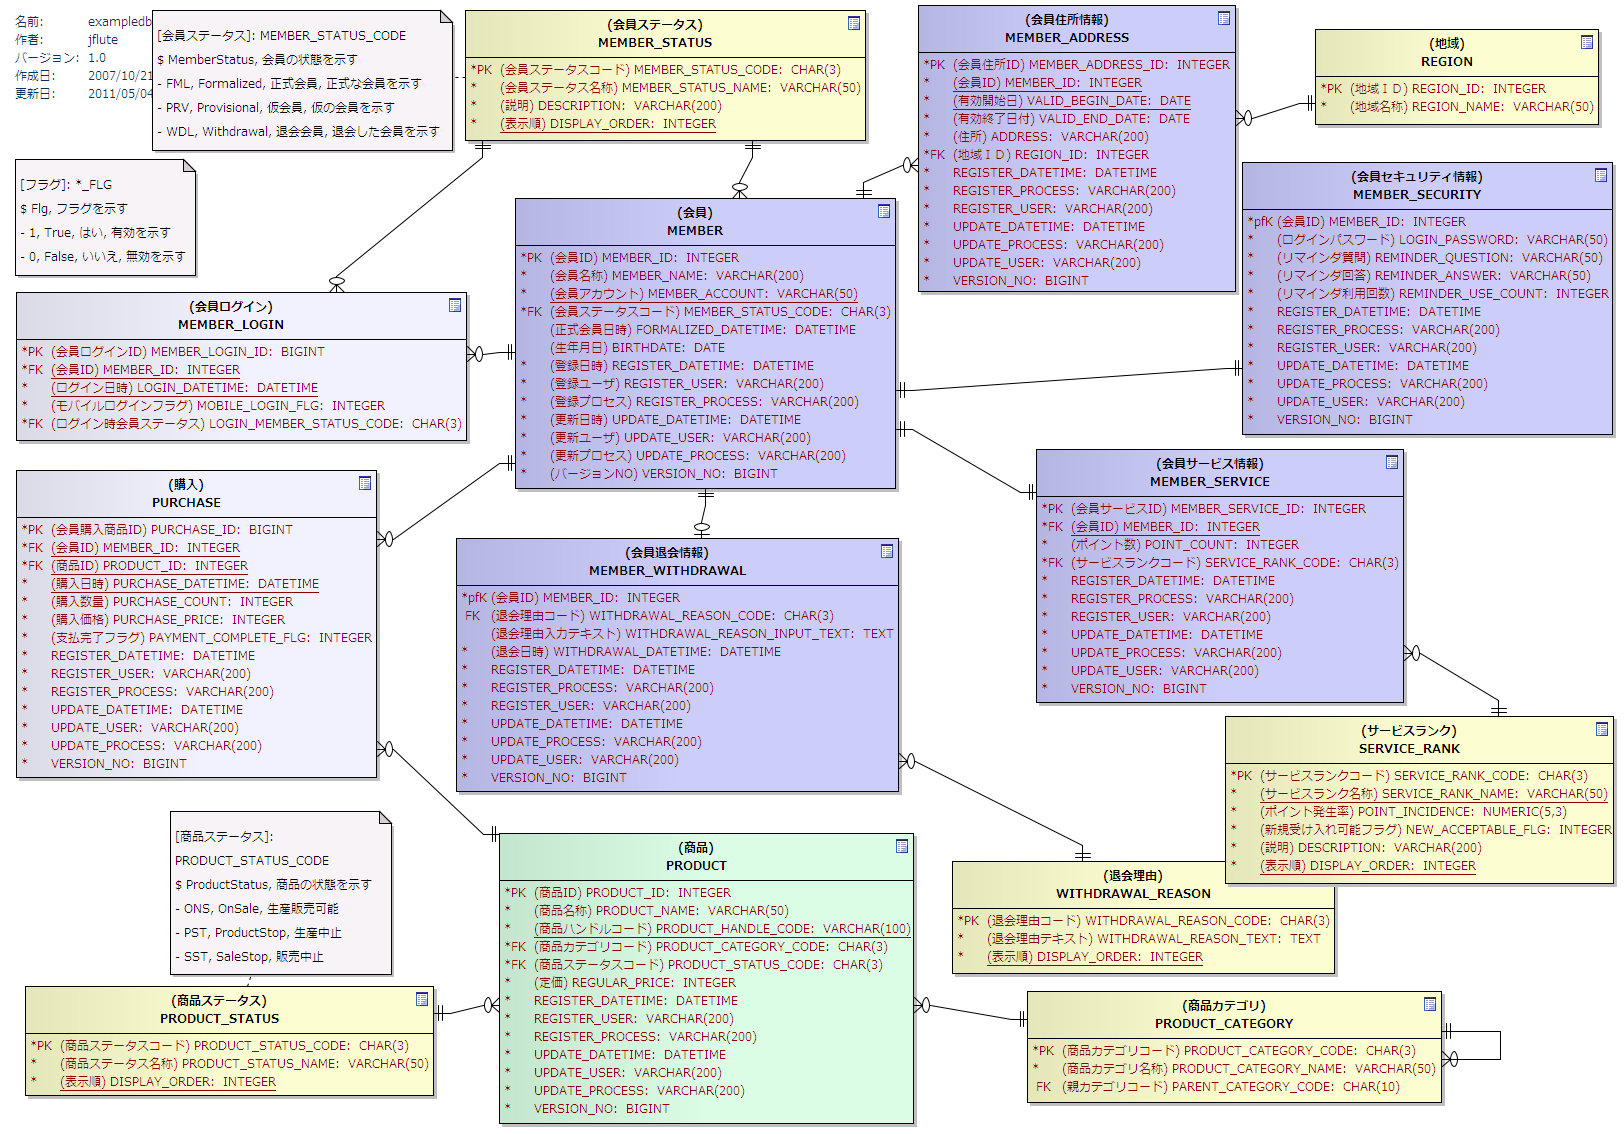 名前: exampledb
作者: jflute
バージョン: 1.0
作成日: 2007/10/21
更新日: 2011/05/04
[会員ステータス]: MEMBER_STATUS_CODE
$ MemberStatus, 会員の状態を示す
- FML, Formalized, 正式会員, 正式な会員を示す
- PRV, Provisional, 仮会員, 仮の会員を示す
- WDL, Withdrawal, 退会会員, 退会した会員を示す
(会員ステータス)
MEMBER_STATUS
*PK (会員ステータスコード) MEMBER_STATUS_CODE: CHAR(3)
* (会員ステータス名称) MEMBER_STATUS_NAME: VARCHAR(50)
* (説明) DESCRIPTION: VARCHAR(200)
* (表示順) DISPLAY_ORDER: INTEGER
(会員住所情報)
MEMBER_ADDRESS
*PK (会員住所ID) MEMBER_ADDRESS_ID: INTEGER
* (会員ID) MEMBER_ID: INTEGER
* (有効開始日) VALID_BEGIN_DATE: DATE
* (有効終了日付) VALID_END_DATE: DATE
* (住所) ADDRESS: VARCHAR(200)
*FK (地域ＩＤ) REGION_ID: INTEGER
* REGISTER_DATETIME: DATETIME
* REGISTER_PROCESS: VARCHAR(200)
* REGISTER_USER: VARCHAR(200)
* UPDATE_DATETIME: DATETIME
* UPDATE_PROCESS: VARCHAR(200)
* UPDATE_USER: VARCHAR(200)
* VERSION_NO: BIGINT
(地域)
REGION
*PK (地域ＩＤ) REGION_ID: INTEGER
* (地域名称) REGION_NAME: VARCHAR(50)
[フラグ]: *_FLG
$ Flg, フラグを示す
- 1, True, はい, 有効を示す
- 0, False, いいえ, 無効を示す
(会員セキュリティ情報)
MEMBER_SECURITY
*pfK (会員ID) MEMBER_ID: INTEGER
* (ログインパスワード) LOGIN_PASSWORD: VARCHAR(50)
* (リマインダ質問) REMINDER_QUESTION: VARCHAR(50)
* (リマインダ回答) REMINDER_ANSWER: VARCHAR(50)
* (リマインダ利用回数) REMINDER_USE_COUNT: INTEGER
* REGISTER_DATETIME: DATETIME
* REGISTER_PROCESS: VARCHAR(200)
* REGISTER_USER: VARCHAR(200)
* UPDATE_DATETIME: DATETIME
* UPDATE_PROCESS: VARCHAR(200)
* UPDATE_USER: VARCHAR(200)
* VERSION_NO: BIGINT
(会員)
MEMBER
*PK (会員ID) MEMBER_ID: INTEGER
* (会員名称) MEMBER_NAME: VARCHAR(200)
* (会員アカウント) MEMBER_ACCOUNT: VARCHAR(50)
*FK (会員ステータスコード) MEMBER_STATUS_CODE: CHAR(3)
(正式会員日時) FORMALIZED_DATETIME: DATETIME
(生年月日) BIRTHDATE: DATE
* (登録日時) REGISTER_DATETIME: DATETIME
* (登録ユーザ) REGISTER_USER: VARCHAR(200)
* (登録プロセス) REGISTER_PROCESS: VARCHAR(200)
* (更新日時) UPDATE_DATETIME: DATETIME
* (更新ユーザ) UPDATE_USER: VARCHAR(200)
* (更新プロセス) UPDATE_PROCESS: VARCHAR(200)
* (バージョンNO) VERSION_NO: BIGINT
(会員ログイン)
MEMBER_LOGIN
*PK (会員ログインID) MEMBER_LOGIN_ID: BIGINT
*FK (会員ID) MEMBER_ID: INTEGER
* (ログイン日時) LOGIN_DATETIME: DATETIME
* (モバイルログインフラグ) MOBILE_LOGIN_FLG: INTEGER
*FK (ログイン時会員ステータス) LOGIN_MEMBER_STATUS_CODE: CHAR(3)
(購入)
PURCHASE
*PK (会員購入商品ID) PURCHASE_ID: BIGINT
*FK (会員ID) MEMBER_ID: INTEGER
*FK (商品ID) PRODUCT_ID: INTEGER
* (購入日時) PURCHASE_DATETIME: DATETIME
* (購入数量) PURCHASE_COUNT: INTEGER
* (購入価格) PURCHASE_PRICE: INTEGER
* (支払完了フラグ) PAYMENT_COMPLETE_FLG: INTEGER
* REGISTER_DATETIME: DATETIME
* REGISTER_USER: VARCHAR(200)
* REGISTER_PROCESS: VARCHAR(200)
* UPDATE_DATETIME: DATETIME
* UPDATE_USER: VARCHAR(200)
* UPDATE_PROCESS: VARCHAR(200)
* VERSION_NO: BIGINT
(会員退会情報)
MEMBER_WITHDRAWAL
*pfK (会員ID) MEMBER_ID: INTEGER
FK (退会理由コード) WITHDRAWAL_REASON_CODE: CHAR(3)
(退会理由入力テキスト) WITHDRAWAL_REASON_INPUT_TEXT: TEXT
* (退会日時) WITHDRAWAL_DATETIME: DATETIME
* REGISTER_DATETIME: DATETIME
* REGISTER_PROCESS: VARCHAR(200)
* REGISTER_USER: VARCHAR(200)
* UPDATE_DATETIME: DATETIME
* UPDATE_PROCESS: VARCHAR(200)
* UPDATE_USER: VARCHAR(200)
* VERSION_NO: BIGINT
(会員サービス情報)
MEMBER_SERVICE
*PK (会員サービスID) MEMBER_SERVICE_ID: INTEGER
*FK (会員ID) MEMBER_ID: INTEGER
* (ポイント数) POINT_COUNT: INTEGER
*FK (サービスランクコード) SERVICE_RANK_CODE: CHAR(3)
* REGISTER_DATETIME: DATETIME
* REGISTER_PROCESS: VARCHAR(200)
* REGISTER_USER: VARCHAR(200)
* UPDATE_DATETIME: DATETIME
* UPDATE_PROCESS: VARCHAR(200)
* UPDATE_USER: VARCHAR(200)
* VERSION_NO: BIGINT
(サービスランク)
SERVICE_RANK
*PK (サービスランクコード) SERVICE_RANK_CODE: CHAR(3)
* (サービスランク名称) SERVICE_RANK_NAME: VARCHAR(50)
* (ポイント発生率) POINT_INCIDENCE: NUMERIC(5,3)
* (新規受け入れ可能フラグ) NEW_ACCEPTABLE_FLG: INTEGER
* (説明) DESCRIPTION: VARCHAR(200)
* (表示順) DISPLAY_ORDER: INTEGER
[商品ステータス]:
PRODUCT_STATUS_CODE
$ ProductStatus, 商品の状態を示す
- ONS, OnSale, 生産販売可能
- PST, ProductStop, 生産中止
- SST, SaleStop, 販売中止
(商品)
PRODUCT
*PK (商品ID) PRODUCT_ID: INTEGER
* (商品名称) PRODUCT_NAME: VARCHAR(50)
* (商品ハンドルコード) PRODUCT_HANDLE_CODE: VARCHAR(100)
*FK (商品カテゴリコード) PRODUCT_CATEGORY_CODE: CHAR(3)
*FK (商品ステータスコード) PRODUCT_STATUS_CODE: CHAR(3)
* (定価) REGULAR_PRICE: INTEGER
* REGISTER_DATETIME: DATETIME
* REGISTER_USER: VARCHAR(200)
* REGISTER_PROCESS: VARCHAR(200)
* UPDATE_DATETIME: DATETIME
* UPDATE_USER: VARCHAR(200)
* UPDATE_PROCESS: VARCHAR(200)
* VERSION_NO: BIGINT
(退会理由)
WITHDRAWAL_REASON
*PK (退会理由コード) WITHDRAWAL_REASON_CODE: CHAR(3)
* (退会理由テキスト) WITHDRAWAL_REASON_TEXT: TEXT
* (表示順) DISPLAY_ORDER: INTEGER
(商品ステータス)
PRODUCT_STATUS
*PK (商品ステータスコード) PRODUCT_STATUS_CODE: CHAR(3)
* (商品ステータス名称) PRODUCT_STATUS_NAME: VARCHAR(50)
* (表示順) DISPLAY_ORDER: INTEGER
(商品カテゴリ)
PRODUCT_CATEGORY
*PK (商品カテゴリコード) PRODUCT_CATEGORY_CODE: CHAR(3)
* (商品カテゴリ名称) PRODUCT_CATEGORY_NAME: VARCHAR(50)
FK (親カテゴリコード) PARENT_CATEGORY_CODE: CHAR(10)